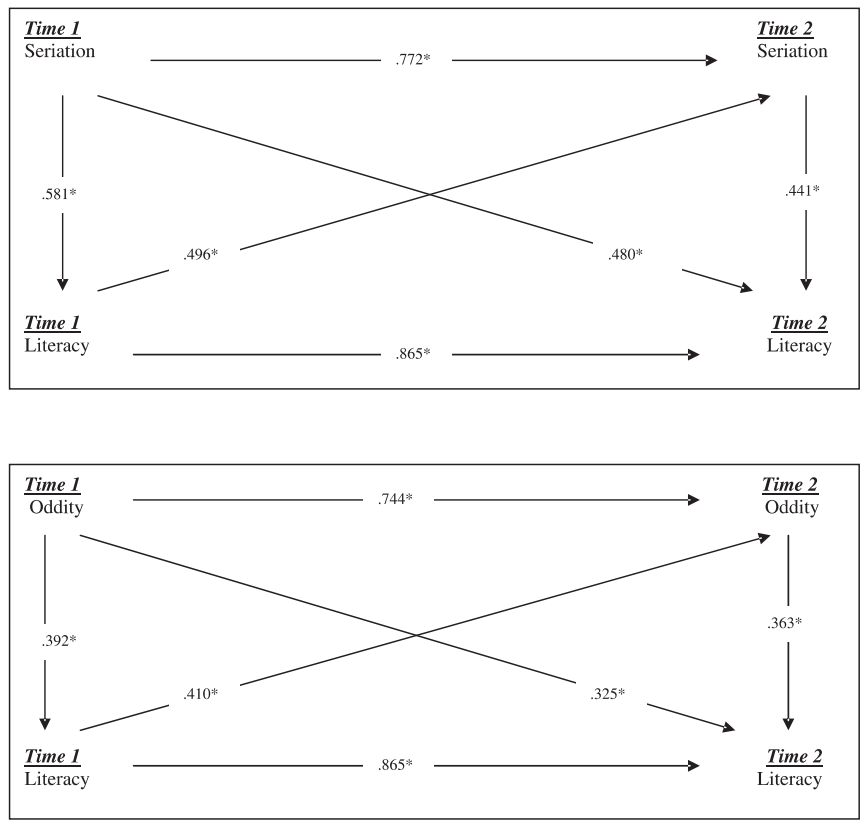 Time 1 Time 2
Seriation Seriation
.772*
.581* .441*
.496* .480*
Time 1 Time 2
Literacy Literacy
.865*
Time 1 Time 2
Oddity Oddity
.744*
.392* .363*
.410* .325*
Time 1 Time 2
Literacy Literacy
.865*